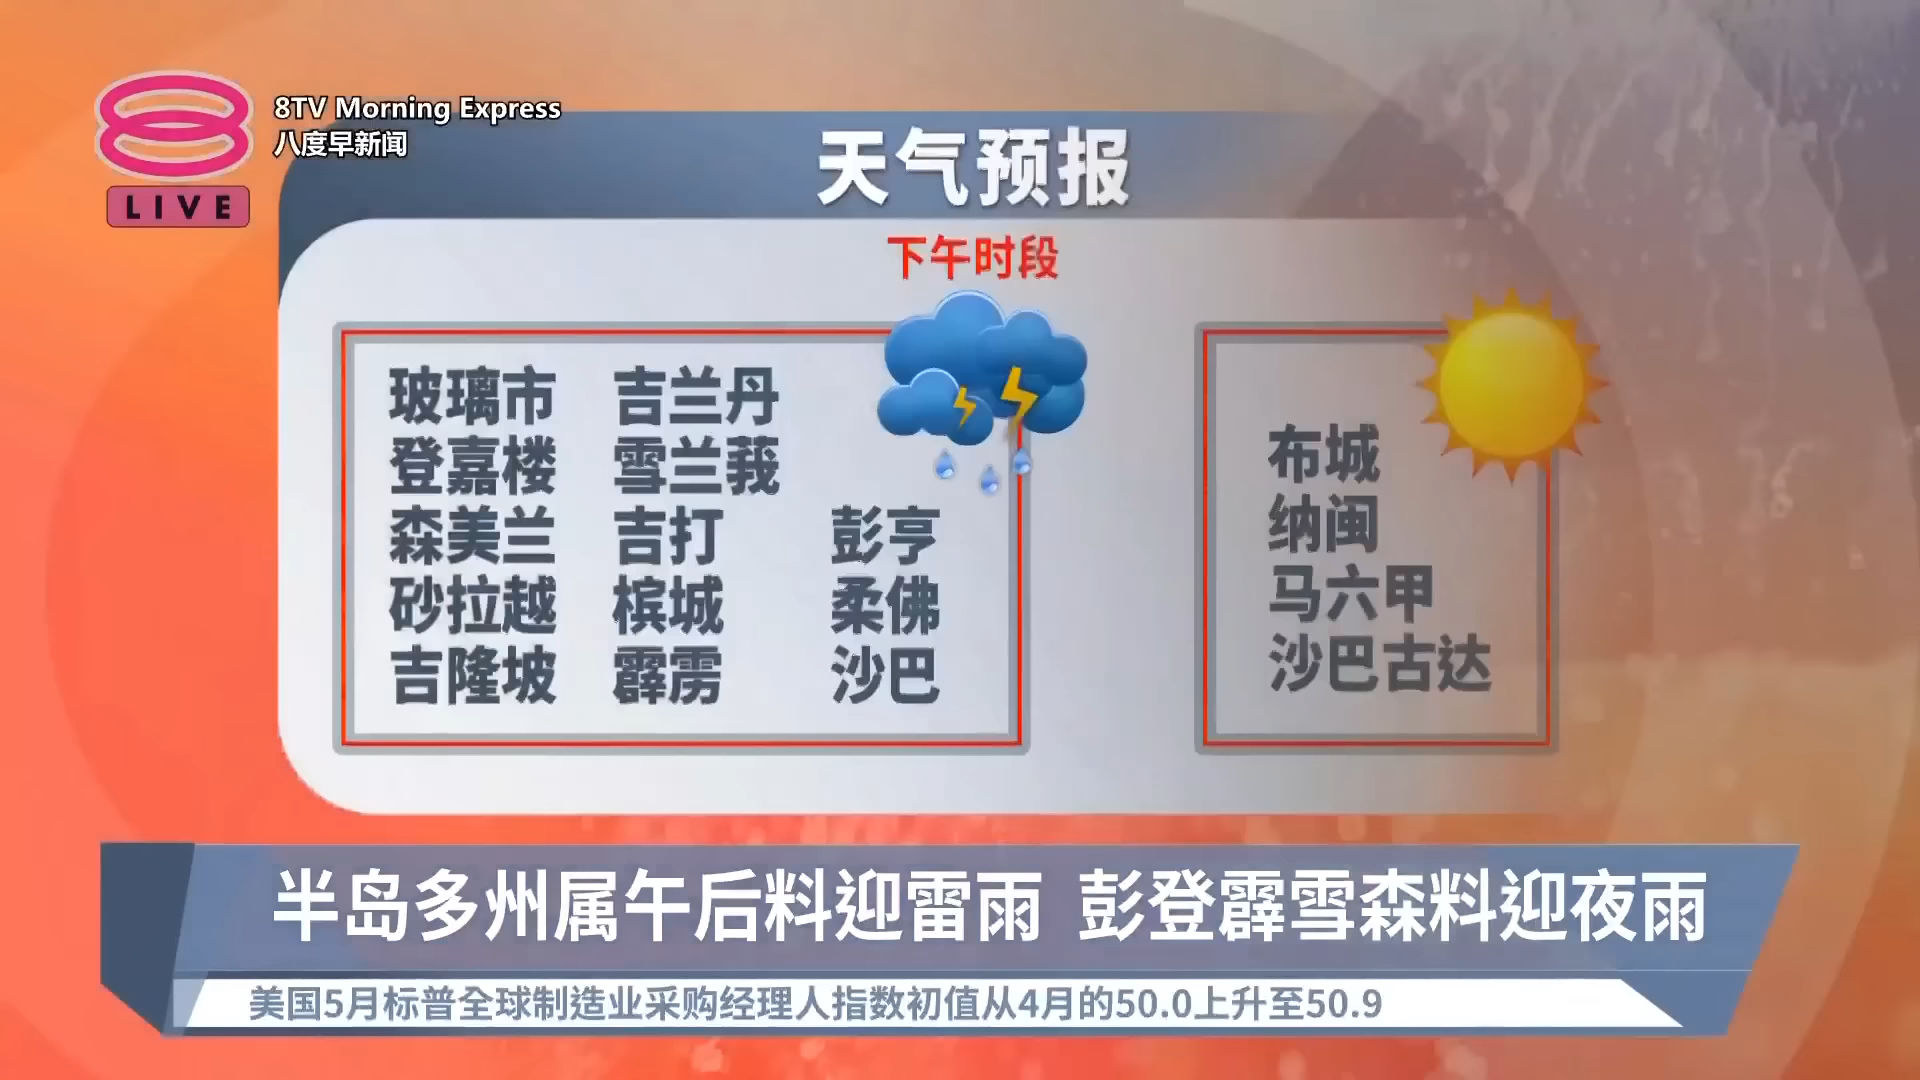 8TV Morning Express
八度早新闻
LIVE
天气预报
下午时段
玻璃市 吉兰丹
登嘉楼 雪兰莪
森美兰 吉打 彭亨
砂拉越 槟城 柔佛
吉隆坡 霹雳 沙巴
布城
纳闽
马六甲
沙巴古达
半岛多州属午后料迎雷雨 彭登霹雪森料迎夜雨
美国5月标普全球制造业采购经理人指数初值从4月的50.0上升至50.9